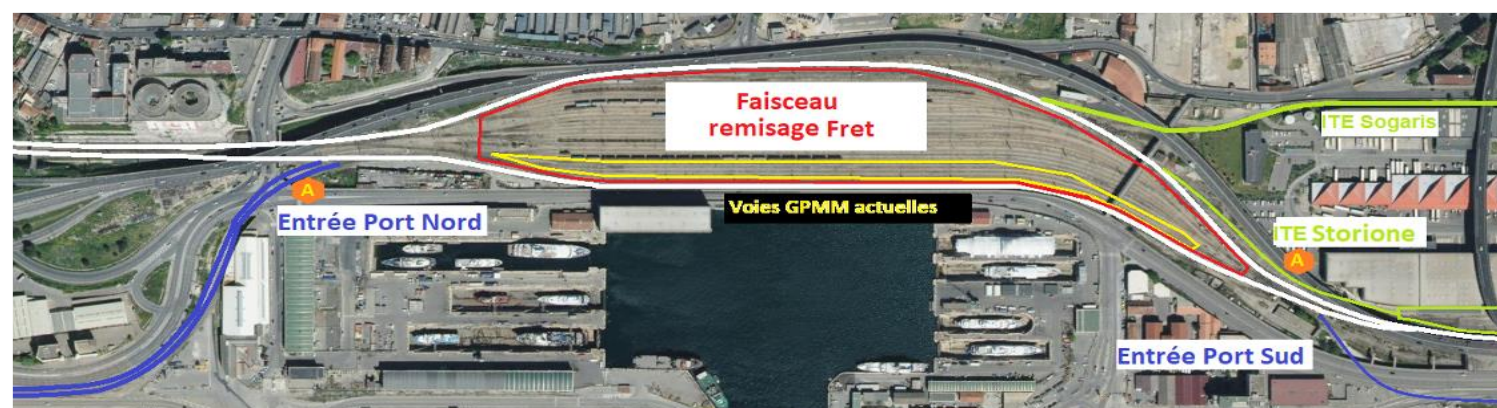 Faisceau
remisage Fret
ITE Sogaris
A
Voies GPMM actuelles
Entrée Port Nord
ITE Storione
A
Entrée Port Sud